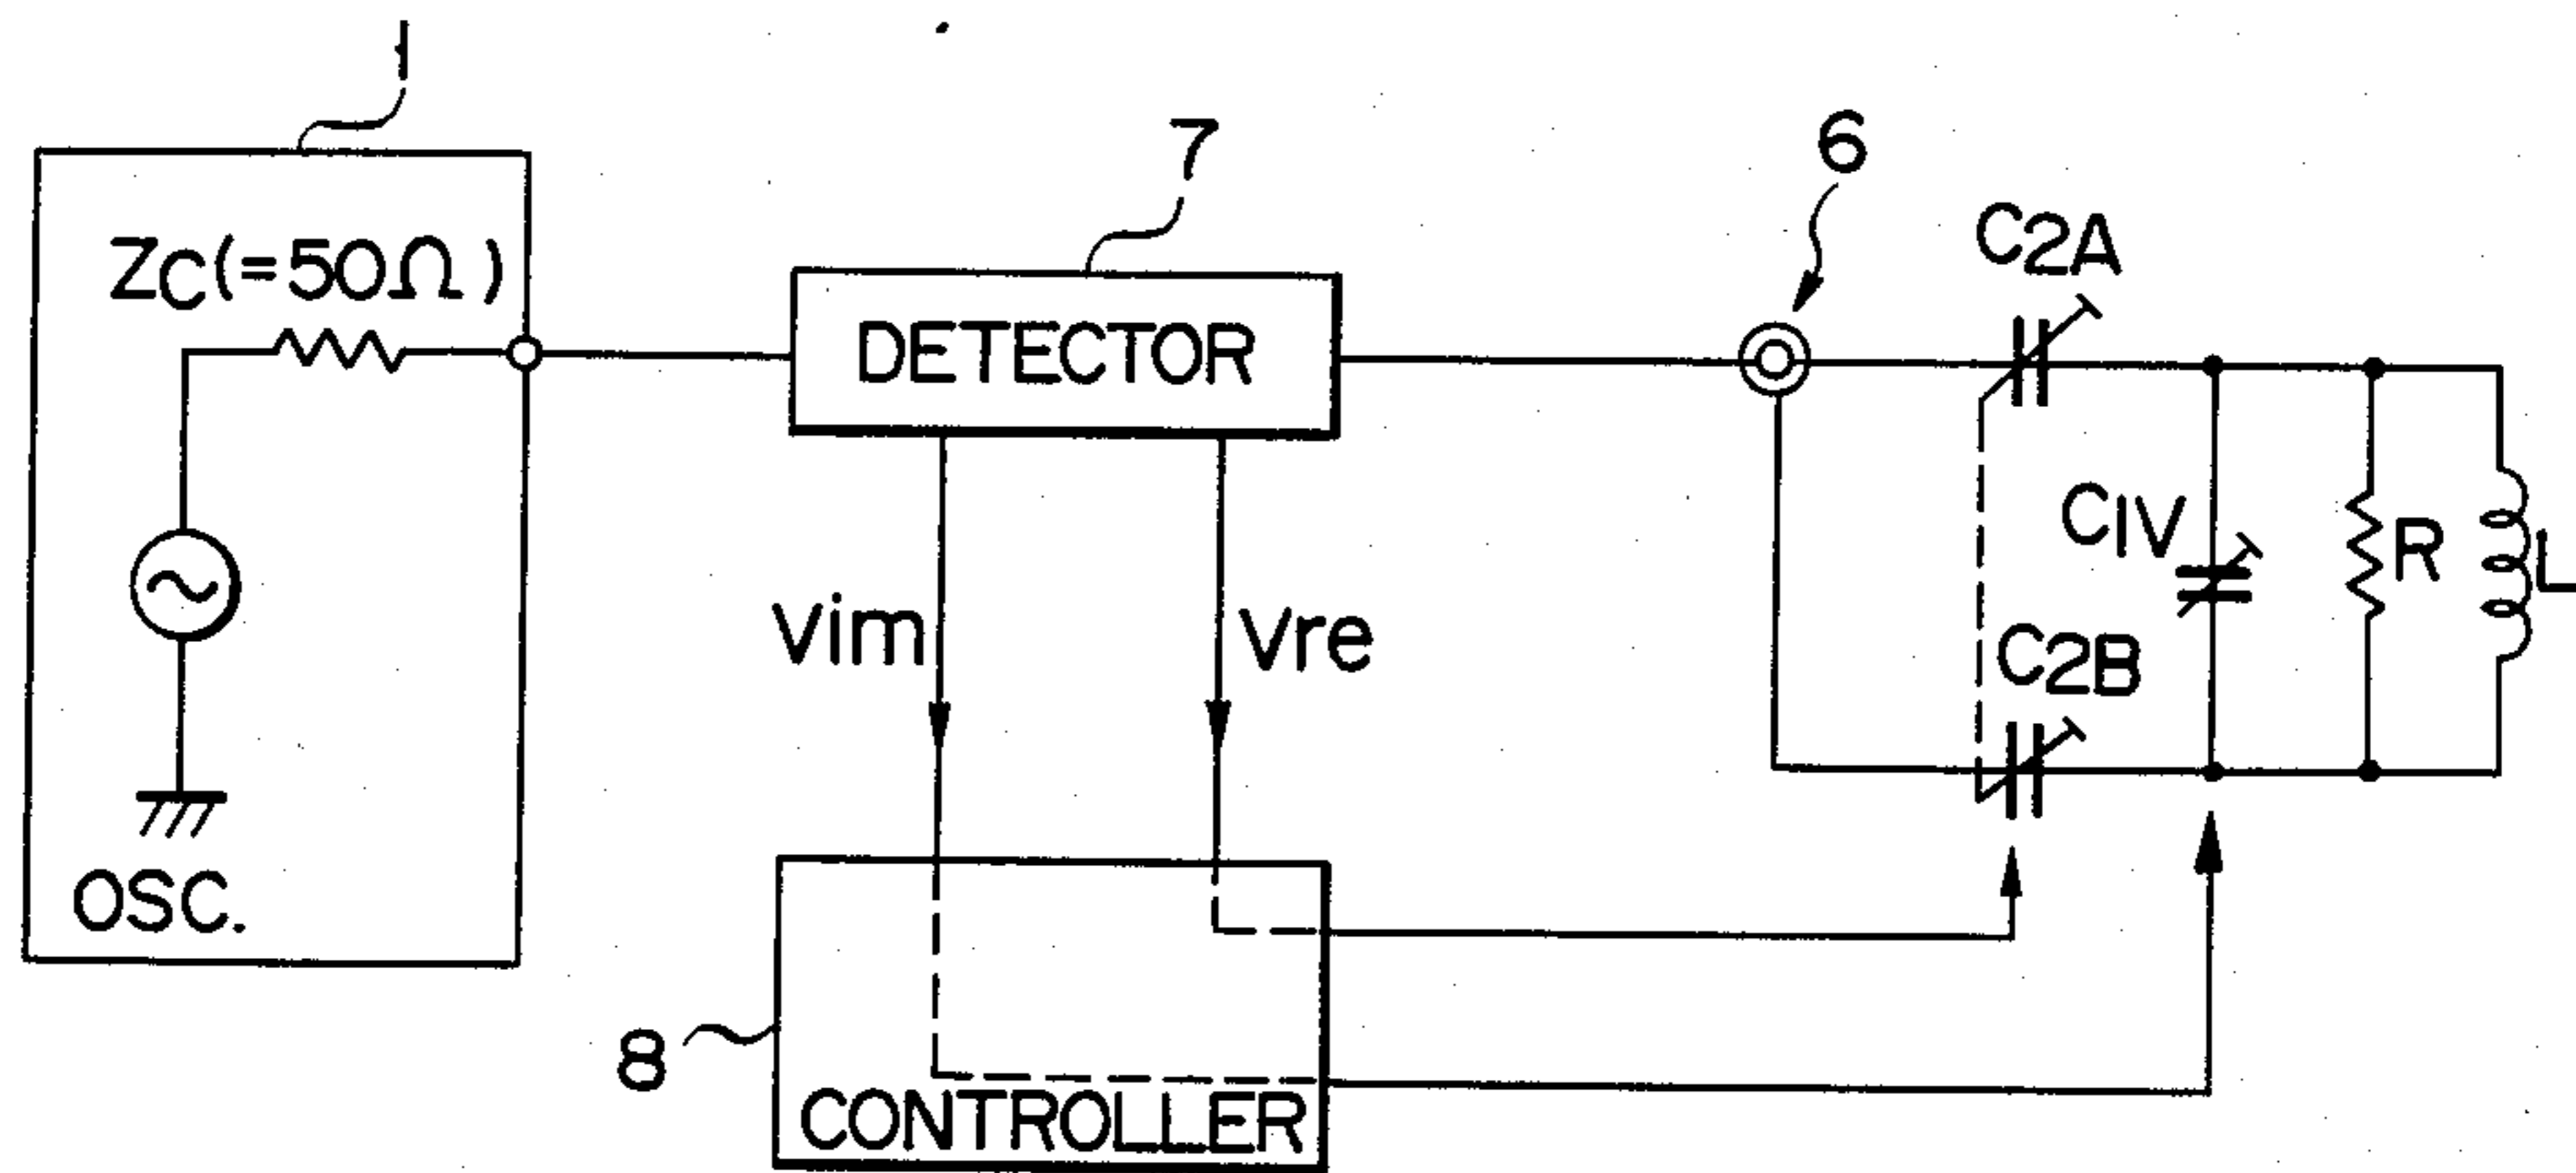 1
ZC(=50Ω)
OSC.
7
DETECTOR
Vim
Vre
8
CONTROLLER
6
C2A
C2B
C1V
R
L